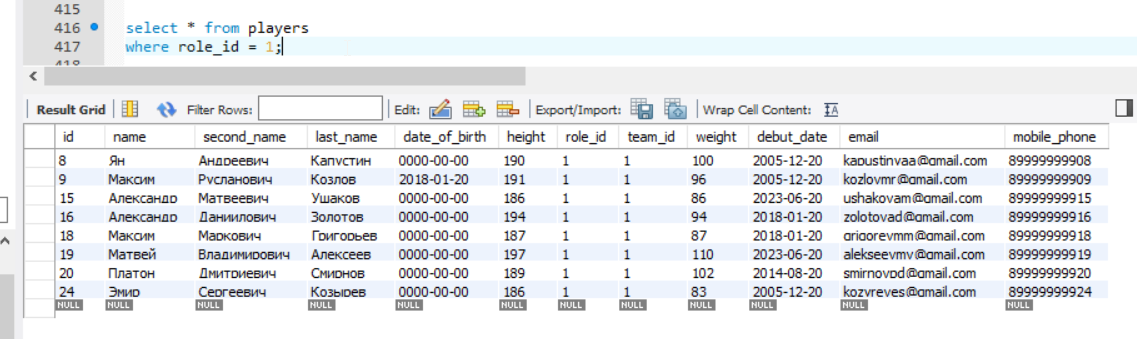 415
416 select * from players
417 where role_id = 1;
418
Result Grid Filter Rows: Edit: Export/Import: Wrap Cell Content:
id name second_name last_name date_of_birth height role_id team_id weight debut_date email mobile_phone
8 Ян Андреевич Капустин 0000-00-00 190 1 1 100 2005-12-20 kapustinyaa@gmail.com 89999999908
9 Максим Русланович Козлов 2018-01-20 191 1 1 96 2005-12-20 kozlovmr@gmail.com 89999999909
15 Александр Матвеевич Ушаков 0000-00-00 186 1 1 86 2023-06-20 ushakovam@gmail.com 89999999915
16 Александр Даниилович Золотов 0000-00-00 194 1 1 94 2018-01-20 zolotovad@gmail.com 89999999916
18 Максим Маркович Григорьев 0000-00-00 187 1 1 87 2018-01-20 grigorevmm@gmail.com 89999999918
19 Матвей Владимирович Алексеев 0000-00-00 197 1 1 110 2023-06-20 alekseevmv@gmail.com 89999999919
20 Платон Дмитриевич Смирнов 0000-00-00 189 1 1 102 2014-08-20 smirnovpd@gmail.com 89999999920
24 Эмир Сергеевич Козырев 0000-00-00 186 1 1 83 2005-12-20 kozyreves@gmail.com 89999999924
NULL NULL NULL NULL NULL NULL NULL NULL NULL NULL NULL NULL